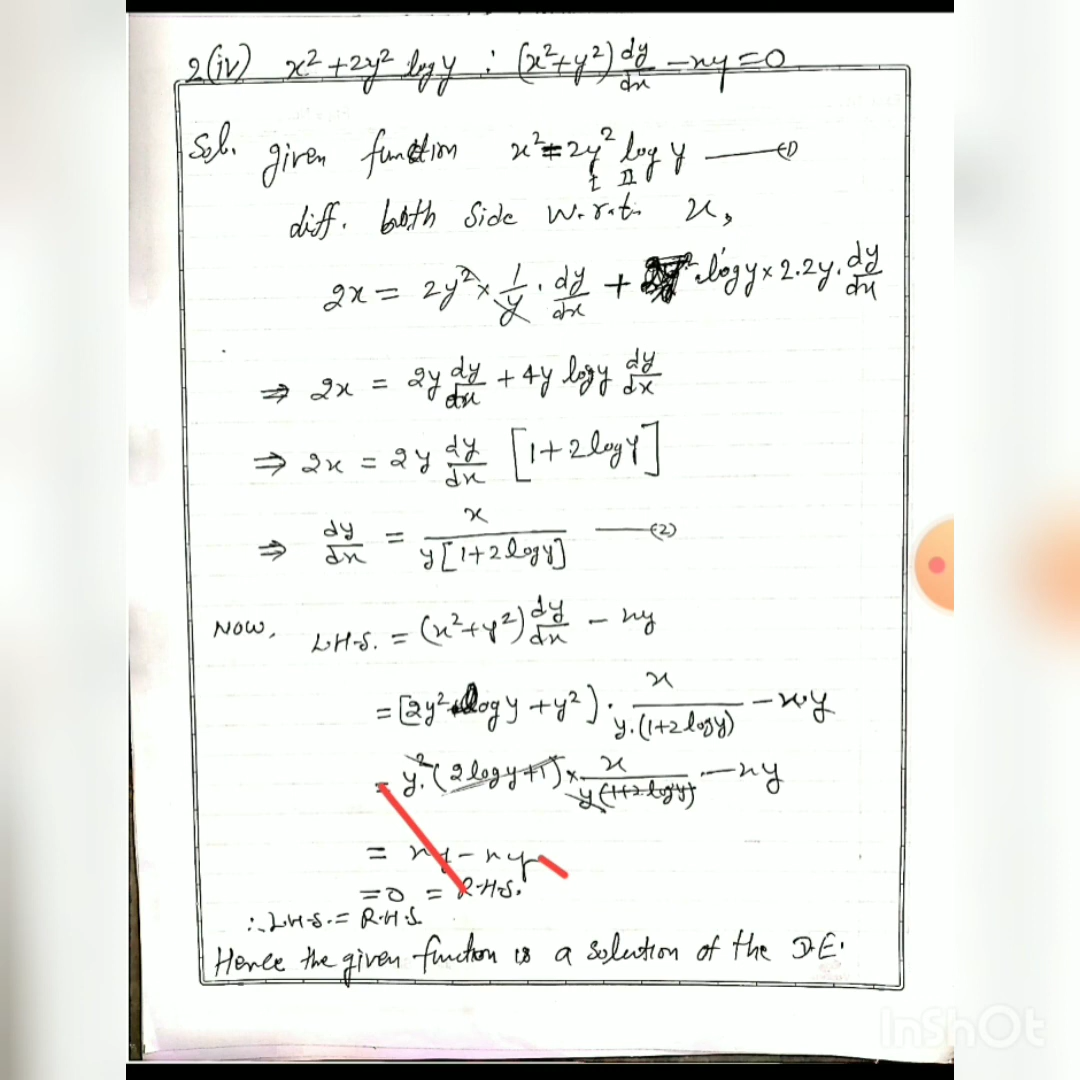 2(iv) x² + 2y² log y : (x²+y²) dy/dx - xy = 0
Sol. given function x² = 2y² log y —— (1)
I II
diff. both side w.r.t. x,
2x = 2y² × 1/y · dy/dx + log y × 2.2y. dy/dx
⇒ 2x = 2y dy/dx + 4y log y dy/dx
⇒ 2x = 2y dy/dx [1+2 log y]
⇒ dy/dx = x / y[1+2 log y] —— (2)
NOW, L.H.S. = (x²+y²) dy/dx - xy
= [2y² log y + y²) · x / y.(1+2 log y) - x.y
= y². (2 log y + 1) × x / y(1+2 log y) - xy
= xy - xy
= 0 = R.H.S.
∴ L.H.S. = R.H.S
Hence the given function is a solution of the D.E.
InShOt